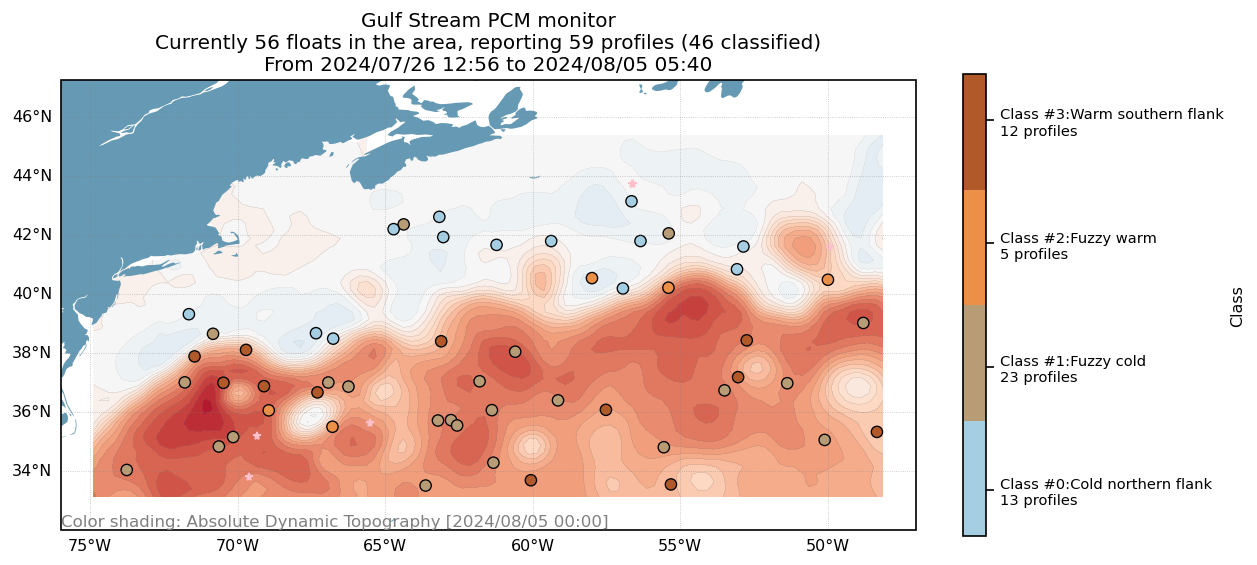 Gulf Stream PCM monitor
Currently 56 floats in the area, reporting 59 profiles (46 classified)
From 2024/07/26 12:56 to 2024/08/05 05:40
46°N
44°N
42°N
40°N
38°N
36°N
34°N
Color shading: Absolute Dynamic Topography [2024/08/05 00:00]
75°W
70°W
65°W
60°W
55°W
50°W
Class #3:Warm southern flank
12 profiles
Class #2:Fuzzy warm
5 profiles
Class #1:Fuzzy cold
23 profiles
Class #0:Cold northern flank
13 profiles
Class